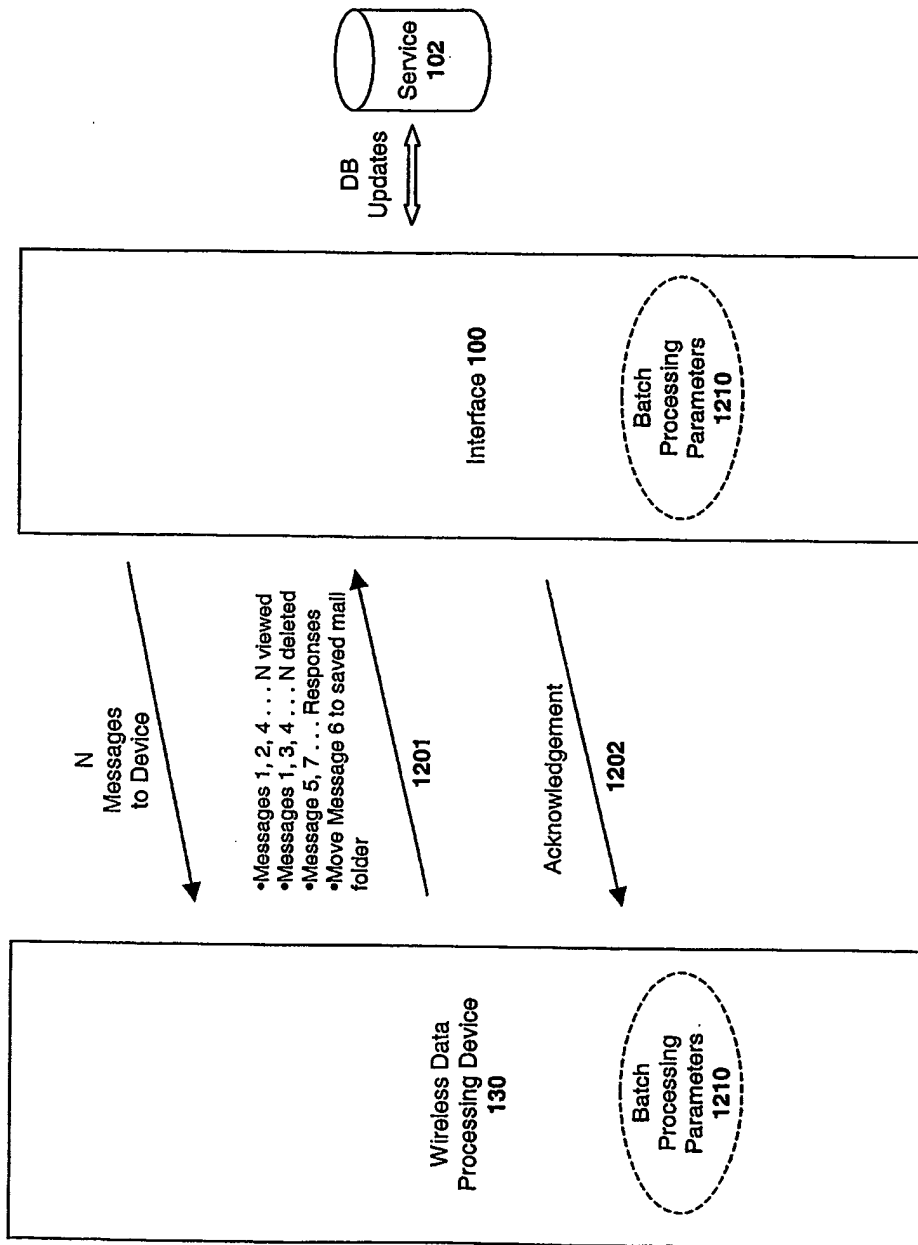 Wireless Data
Processing Device
130
Batch
Processing
Parameters.
1210
N
Messages
to Device
•Messages 1, 2, 4 . . . N viewed
•Messages 1, 3, 4 . . . N deleted
•Message 5, 7 . . . Responses
•Move Message 6 to saved mail
folder
1201
Acknowledgement
1202
Interface 100
Batch
Processing
Parameters
1210
DB
Updates
Service
102